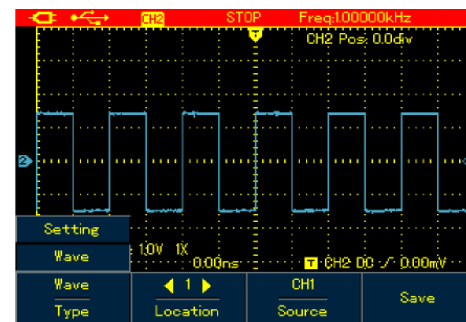 CH2 STOP Freq:1.00000kHz
T
CH2 Pos: 0.0div
2
Setting
Wave
1.0V 1X
0.00ns
T CH2 DC 0.00mV
Wave 1 CH1 Save
Type Location Source